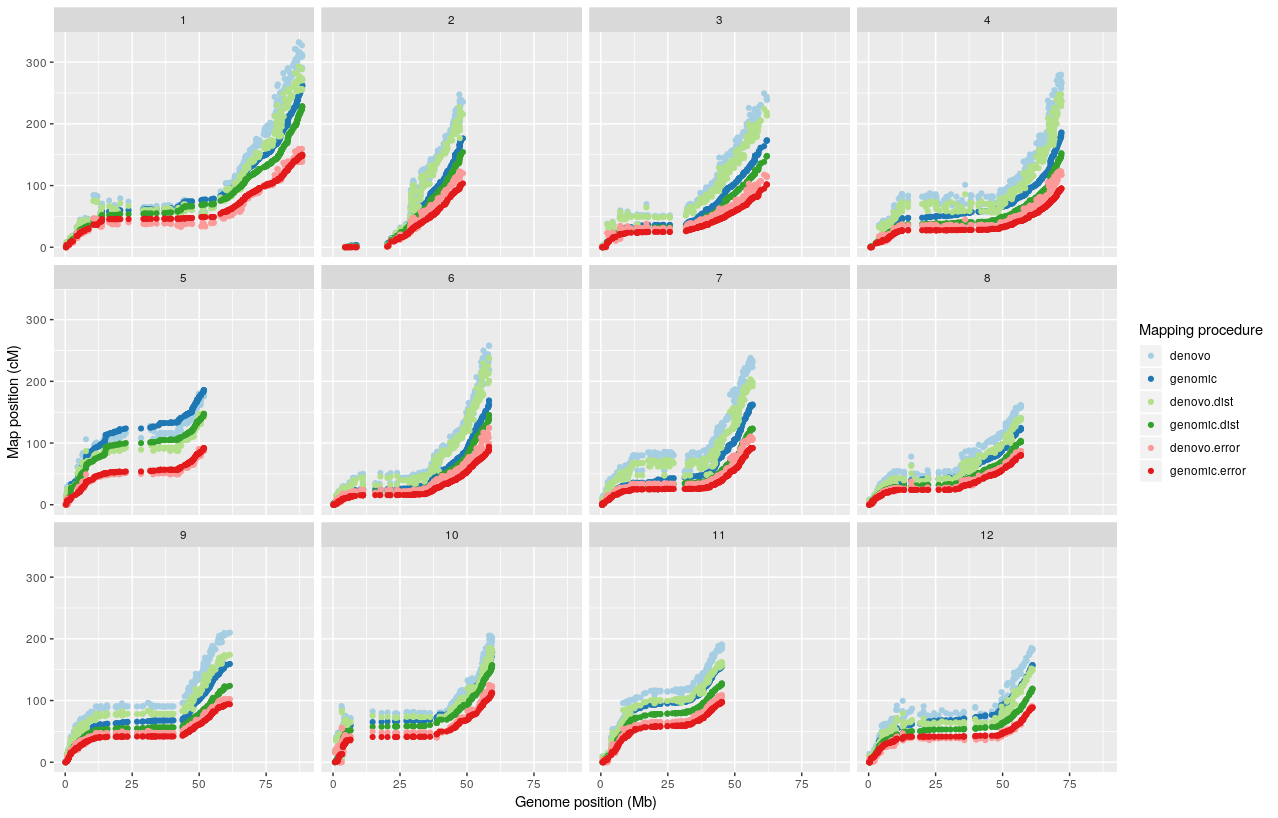 1 2 3 4
300
200
100
0
5 6 7 8
300
200
100
0
9 10 11 12
300
200
100
0
0 25 50 75 0 25 50 75 0 25 50 75 0 25 50 75
Genome position (Mb)
Map position (cM)
Mapping procedure
denovo
genomic
denovo.dist
genomic.dist
denovo.error
genomic.error